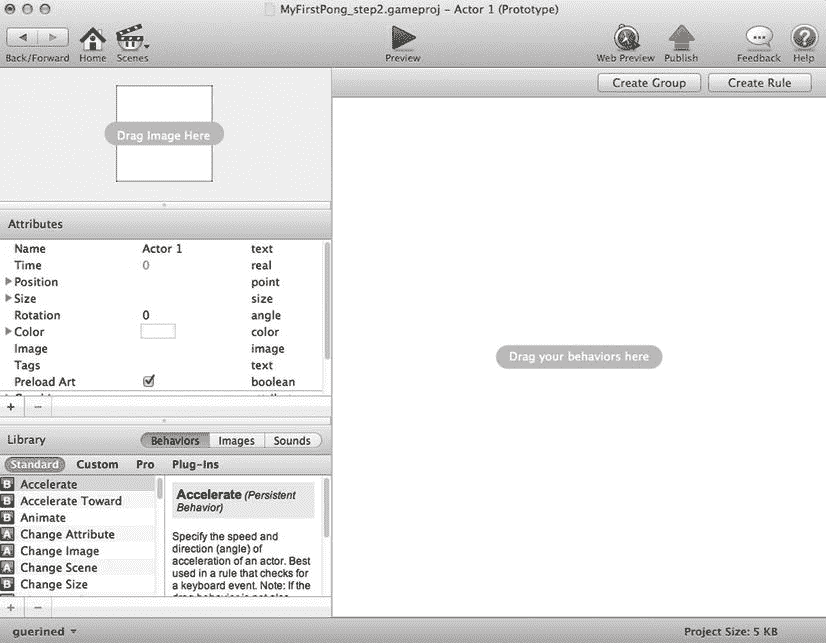 MyFirstPong_step2.gameproj – Actor 1 (Prototype)
Back/Forward Home Scenes Preview Web Preview Publish Feedback Help
Create Group Create Rule
Drag Image Here
Attributes
Name Actor 1 text
Time 0 real
Position point
Size size
Rotation 0 angle
Color color
Image image
Tags text
Preload Art boolean
+ −
Library Behaviors Images Sounds
Standard Custom Pro Plug-Ins
B Accelerate
B Accelerate Toward
B Animate
A Change Attribute
A Change Image
A Change Scene
B Change Size
Accelerate (Persistent
Behavior)
Specify the speed and
direction (angle) of
acceleration of an actor. Best
used in a rule that checks for
a keyboard event. Note: If the
+ −
Drag your behaviors here
guerined Project Size: 5 KB